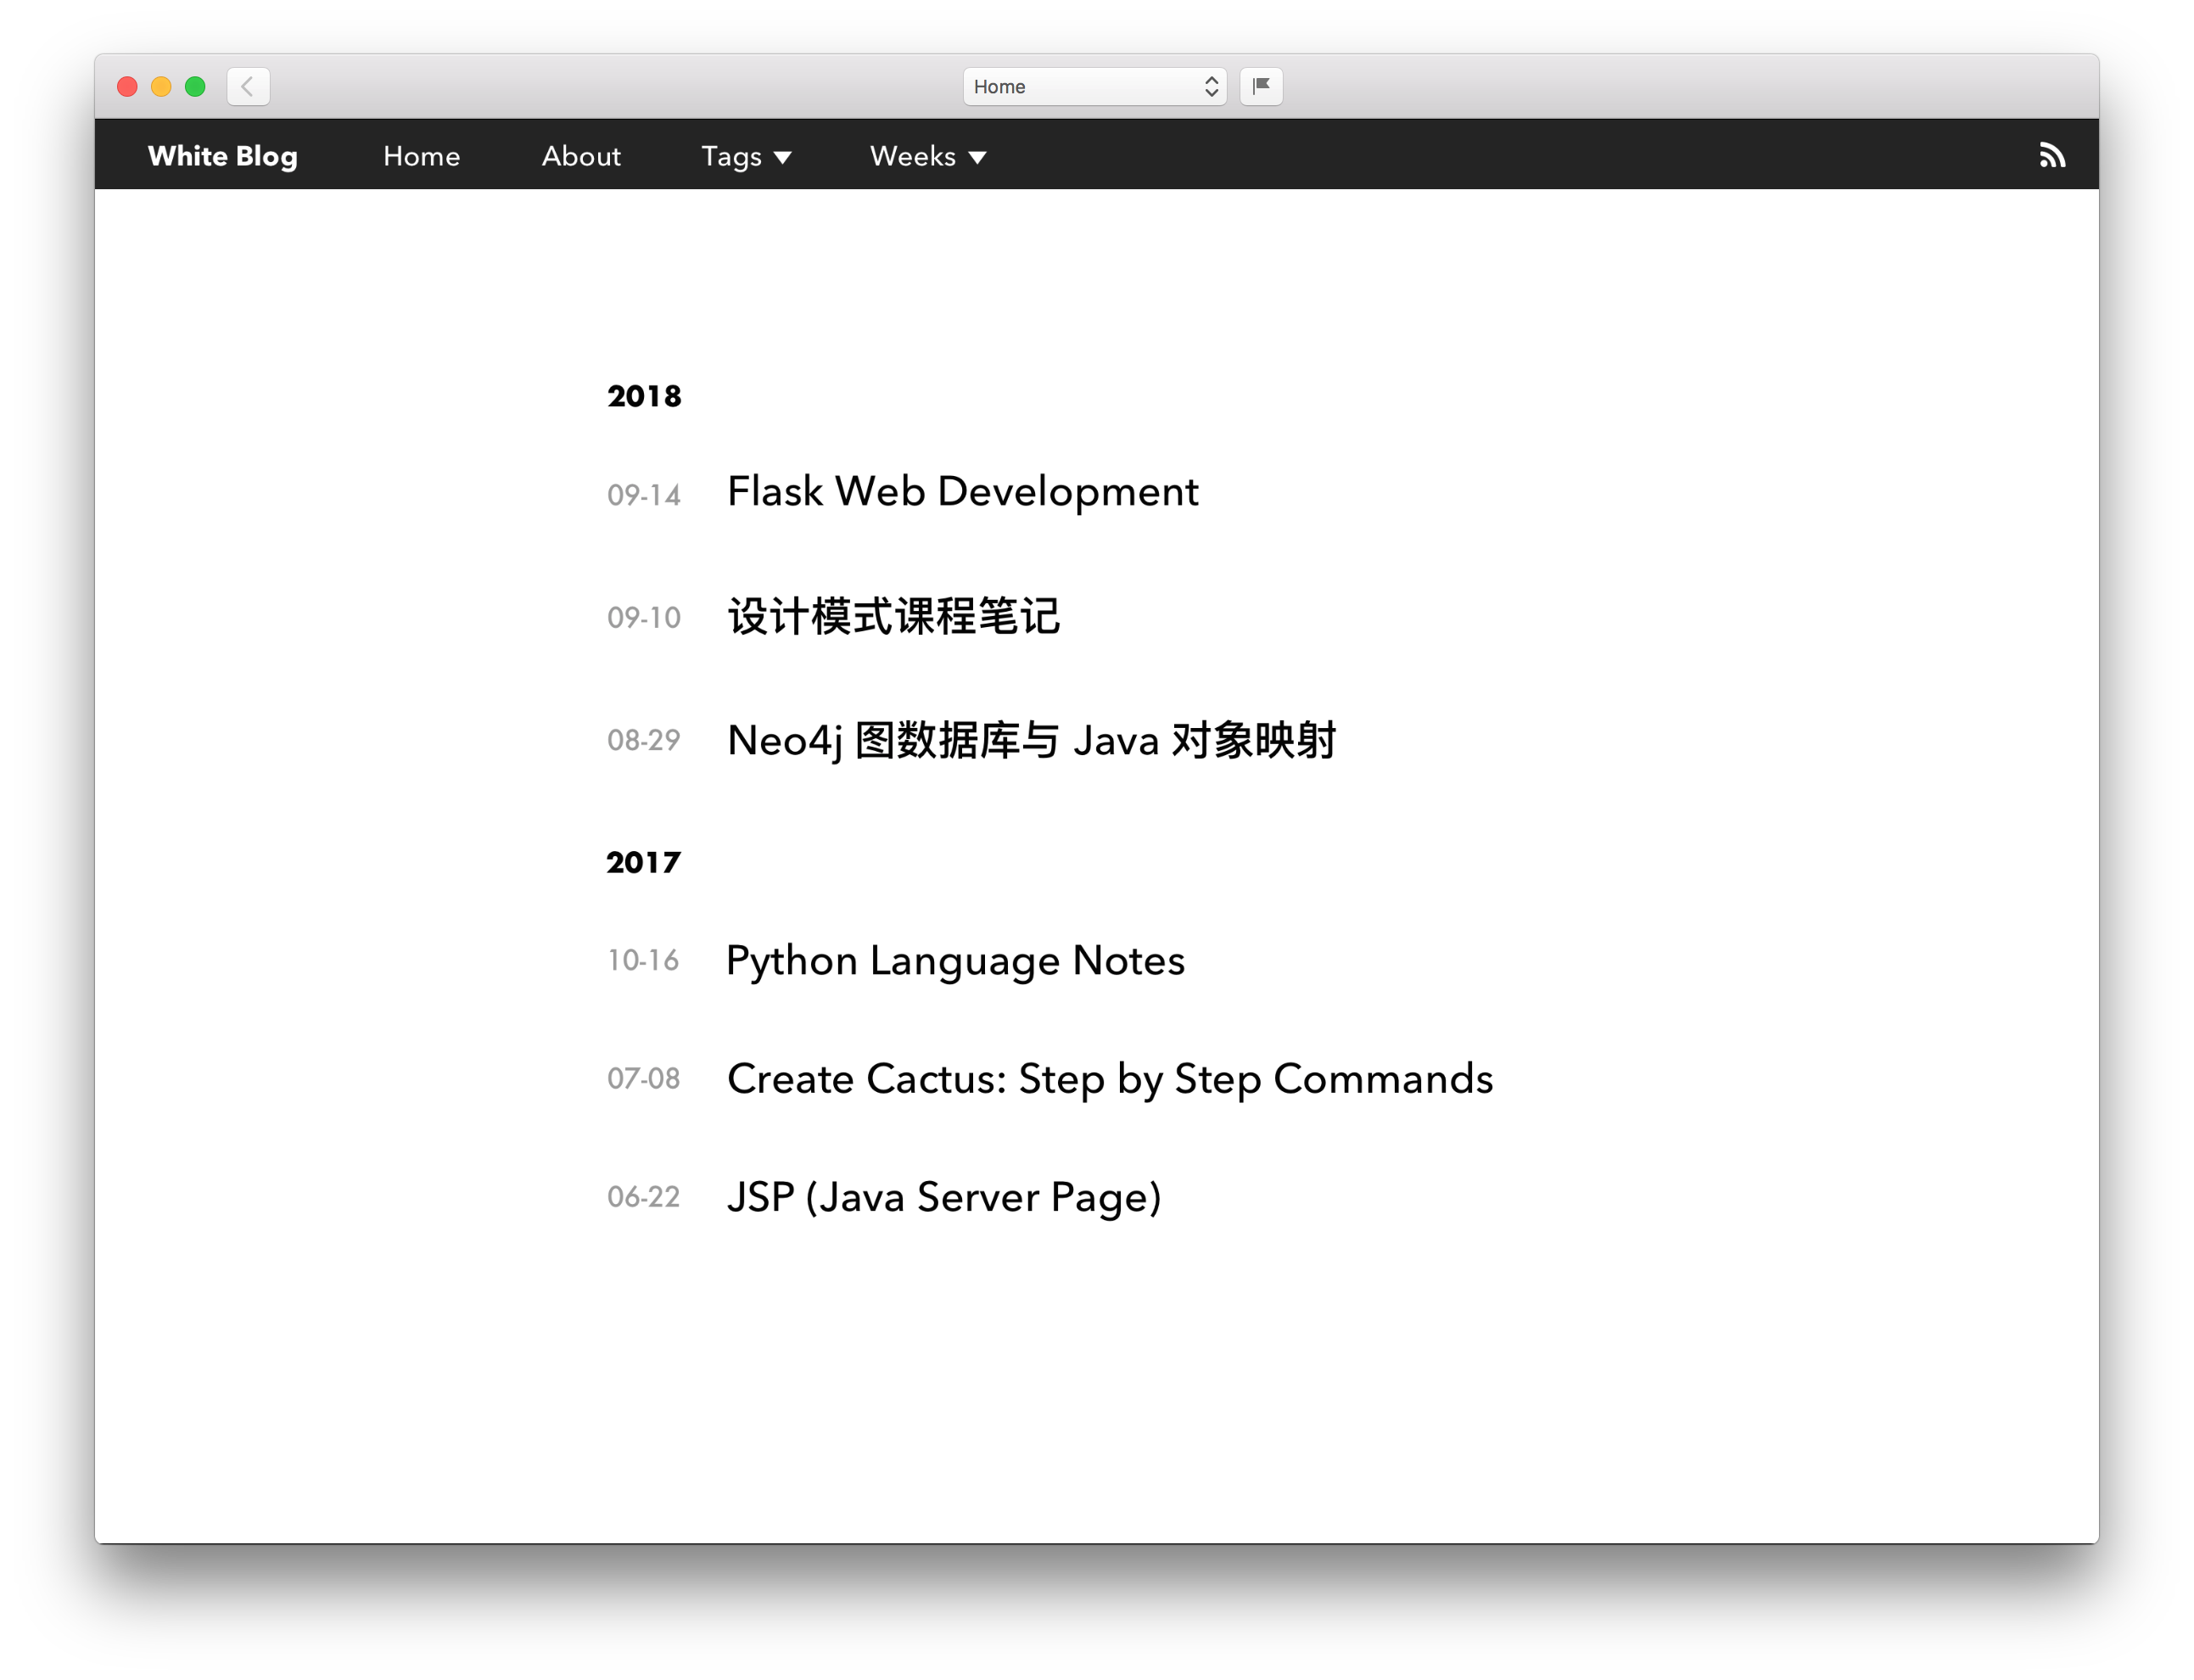 Home
White Blog Home About Tags ▼ Weeks ▼
2018
09-14 Flask Web Development
09-10 设计模式课程笔记
08-29 Neo4j 图数据库与 Java 对象映射
2017
10-16 Python Language Notes
07-08 Create Cactus: Step by Step Commands
06-22 JSP (Java Server Page)